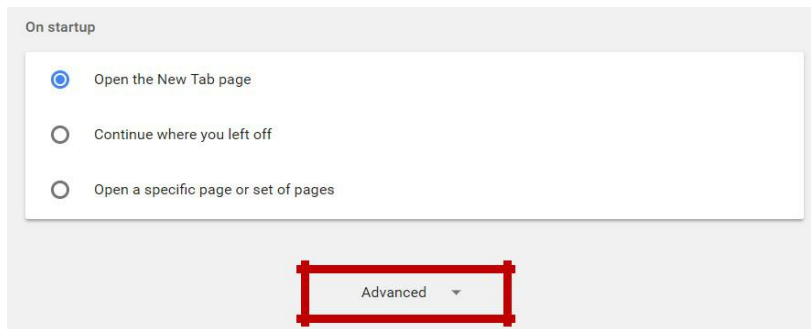 On startup
Open the New Tab page
Continue where you left off
Open a specific page or set of pages
Advanced